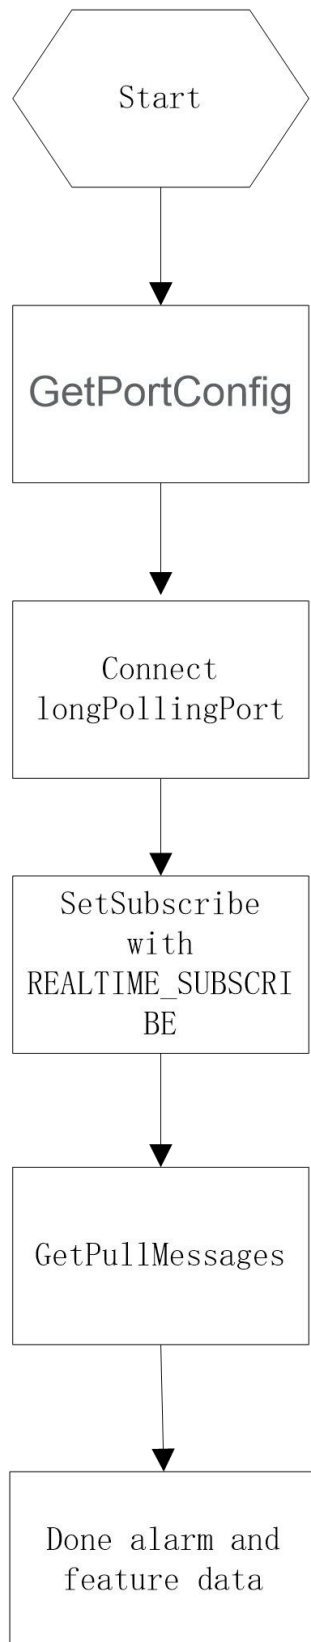 Start
GetPortConfig
Connect
longPollingPort
SetSubscribe
with
REALTIME_SUBSCRI
BE
GetPullMessages
Done alarm and
feature data